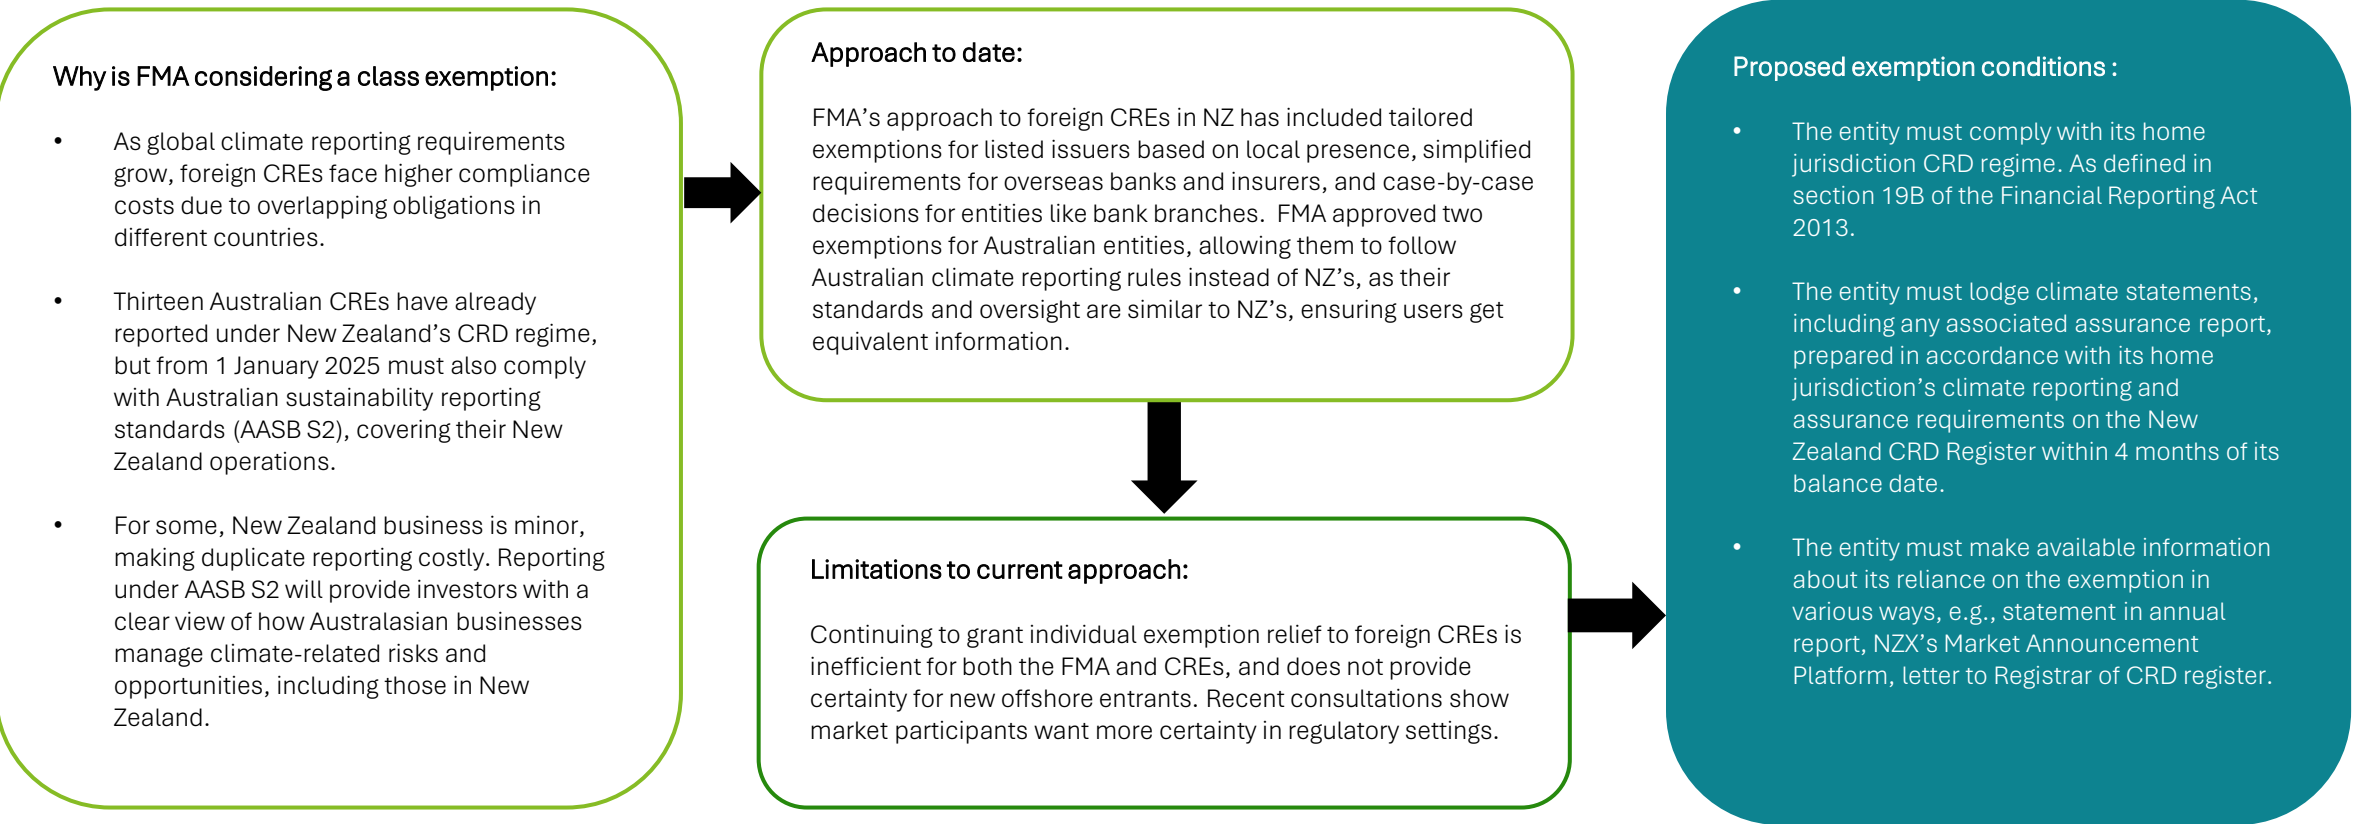 Why is FMA considering a class exemption:
• As global climate reporting requirements
grow, foreign CREs face higher compliance
costs due to overlapping obligations in
different countries.
• Thirteen Australian CREs have already
reported under New Zealand's CRD regime,
but from 1 January 2025 must also comply
with Australian sustainability reporting
standards (AASB S2), covering their New
Zealand operations.
• For some, New Zealand business is minor,
making duplicate reporting costly. Reporting
under AASB S2 will provide investors with a
clear view of how Australasian businesses
manage climate-related risks and
opportunities, including those in New
Zealand.
Approach to date:
FMA's approach to foreign CREs in NZ has included tailored
exemptions for listed issuers based on local presence, simplified
requirements for overseas banks and insurers, and case-by-case
decisions for entities like bank branches. FMA approved two
exemptions for Australian entities, allowing them to follow
Australian climate reporting rules instead of NZ's, as their
standards and oversight are similar to NZ's, ensuring users get
equivalent information.
Limitations to current approach:
Continuing to grant individual exemption relief to foreign CREs is
inefficient for both the FMA and CREs, and does not provide
certainty for new offshore entrants. Recent consultations show
market participants want more certainty in regulatory settings.
Proposed exemption conditions :
• The entity must comply with its home
jurisdiction CRD regime. As defined in
section 19B of the Financial Reporting Act
2013.
• The entity must lodge climate statements,
including any associated assurance report,
prepared in accordance with its home
jurisdiction's climate reporting and
assurance requirements on the New
Zealand CRD Register within 4 months of its
balance date.
• The entity must make available information
about its reliance on the exemption in
various ways, e.g., statement in annual
report, NZX's Market Announcement
Platform, letter to Registrar of CRD register.